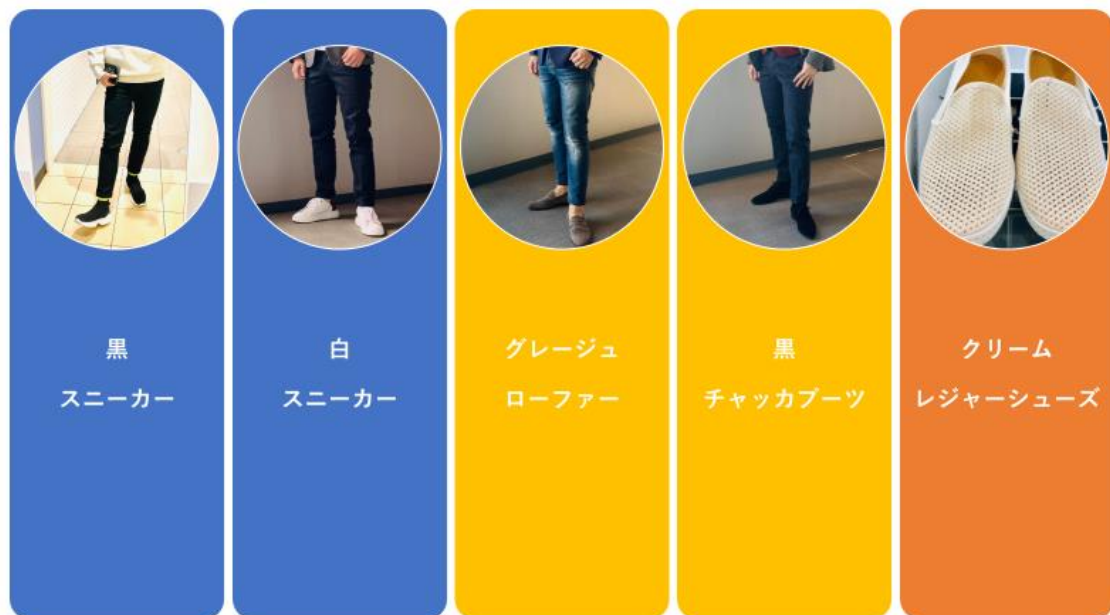 黒
スニーカー
白
スニーカー
グレージュ
ローファー
黒
チャッカブーツ
クリーム
レジャーシューズ